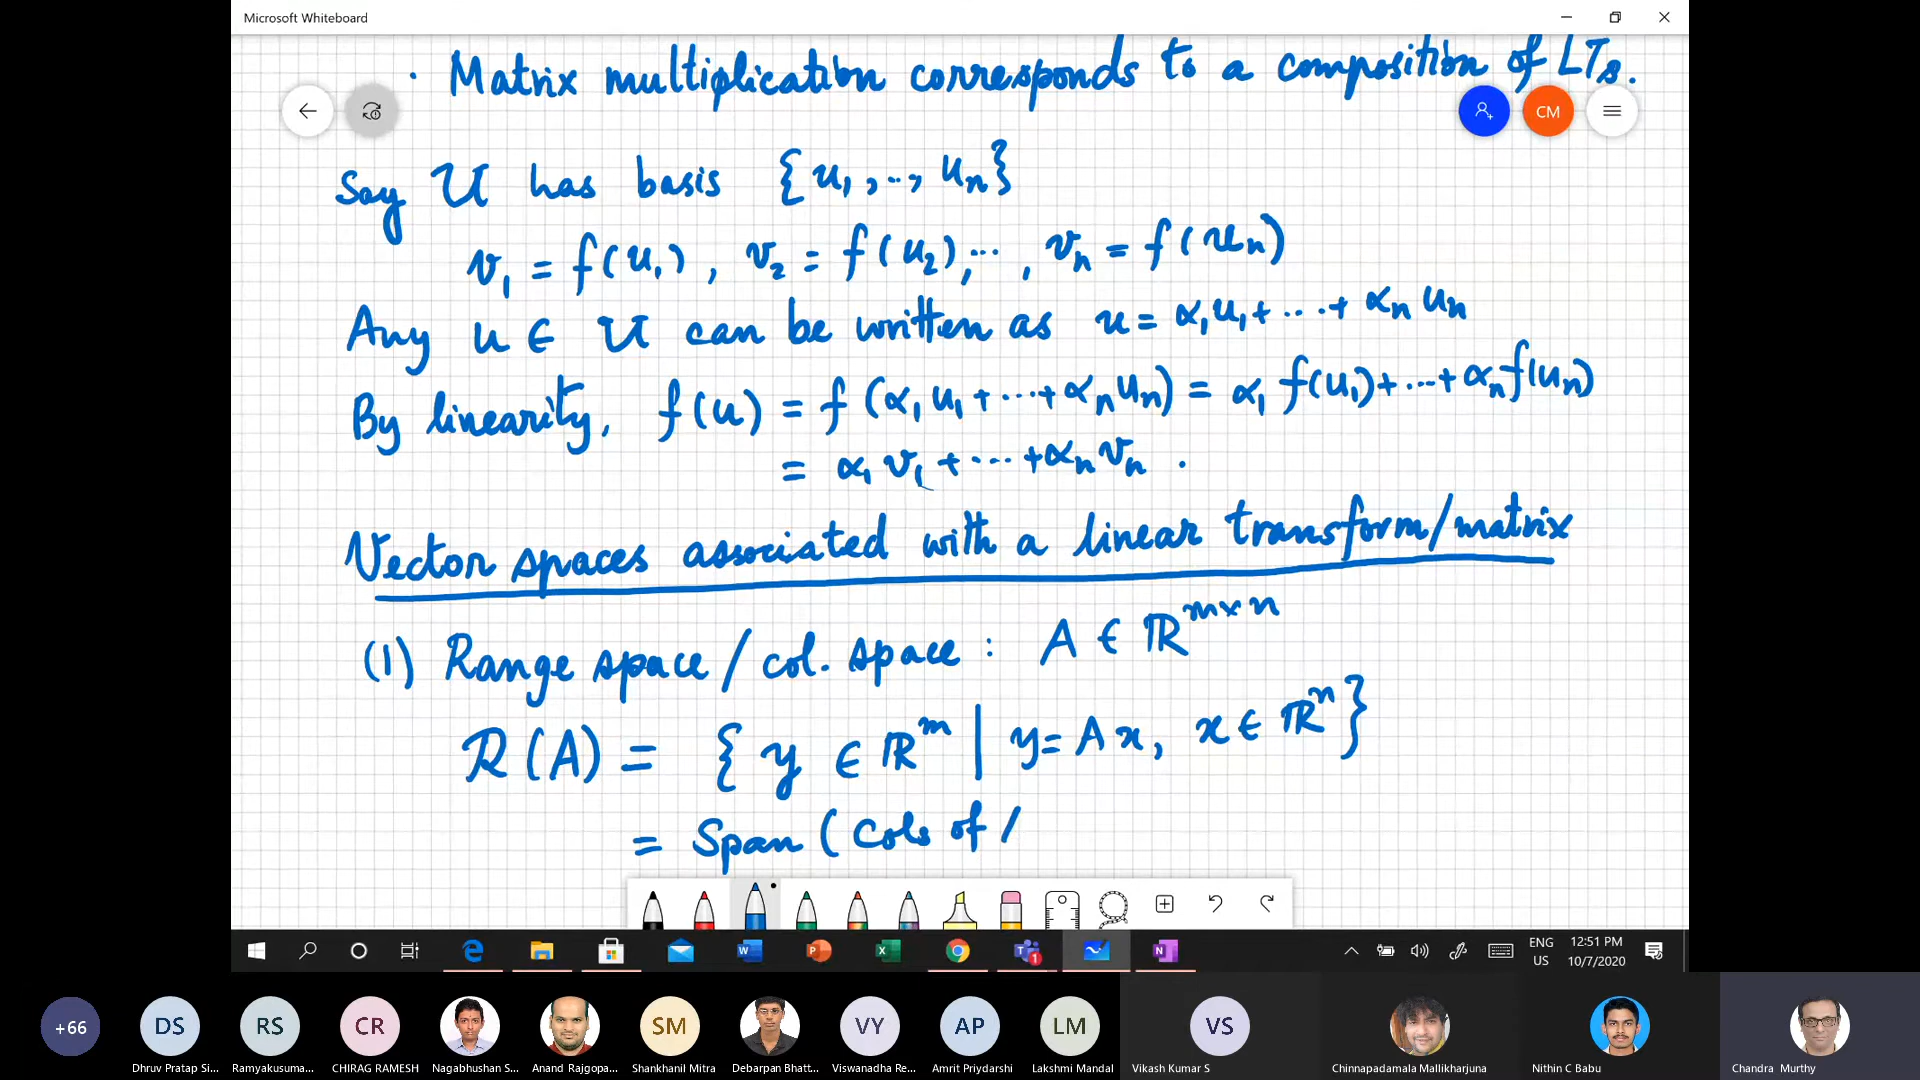 Microsoft Whiteboard
· Matrix multiplication corresponds to a composition of LTs.
CM
Say U has basis {u₁,.., uₙ}
v₁ = f(u₁), v₂ = f(u₂),..., vₙ = f(uₙ)
Any u ∈ U can be written as u = α₁u₁+ ··· + αₙuₙ
By linearity, f(u) = f(α₁u₁+ ··· + αₙuₙ) = α₁ f(u₁)+ ··· + αₙf(uₙ)
= α₁v₁ + ··· + αₙvₙ .
Vector spaces associated with a linear transform/matrix
(1) Range space / col. space : A ∈ ℝᵐˣⁿ
R(A) = { y ∈ ℝᵐ | y = Ax, x ∈ ℝⁿ }
= Span ( Cols of /
ENG
US
12:51 PM
10/7/2020
+66
DS
RS
CR
SM
VY
AP
LM
VS
Dhruv Pratap Si...
Ramyakusuma...
CHIRAG RAMESH
Nagabhushan S...
Anand Rajgopa...
Shankhanil Mitra
Debarpan Bhatt...
Viswanadha Re...
Amrit Priydarshi
Lakshmi Mandal
Vikash Kumar S
Chinnapadamala Mallikharjuna
Nithin C Babu
Chandra Murthy